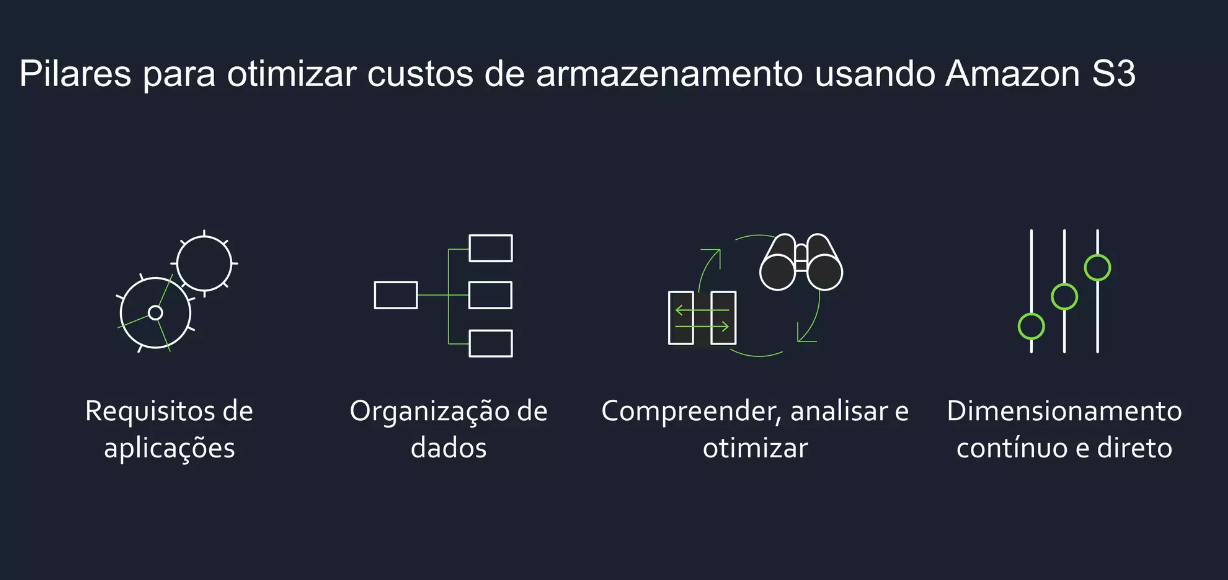 Pilares para otimizar custos de armazenamento usando Amazon S3
Requisitos de
aplicações
Organização de
dados
Compreender, analisar e
otimizar
Dimensionamento
contínuo e direto